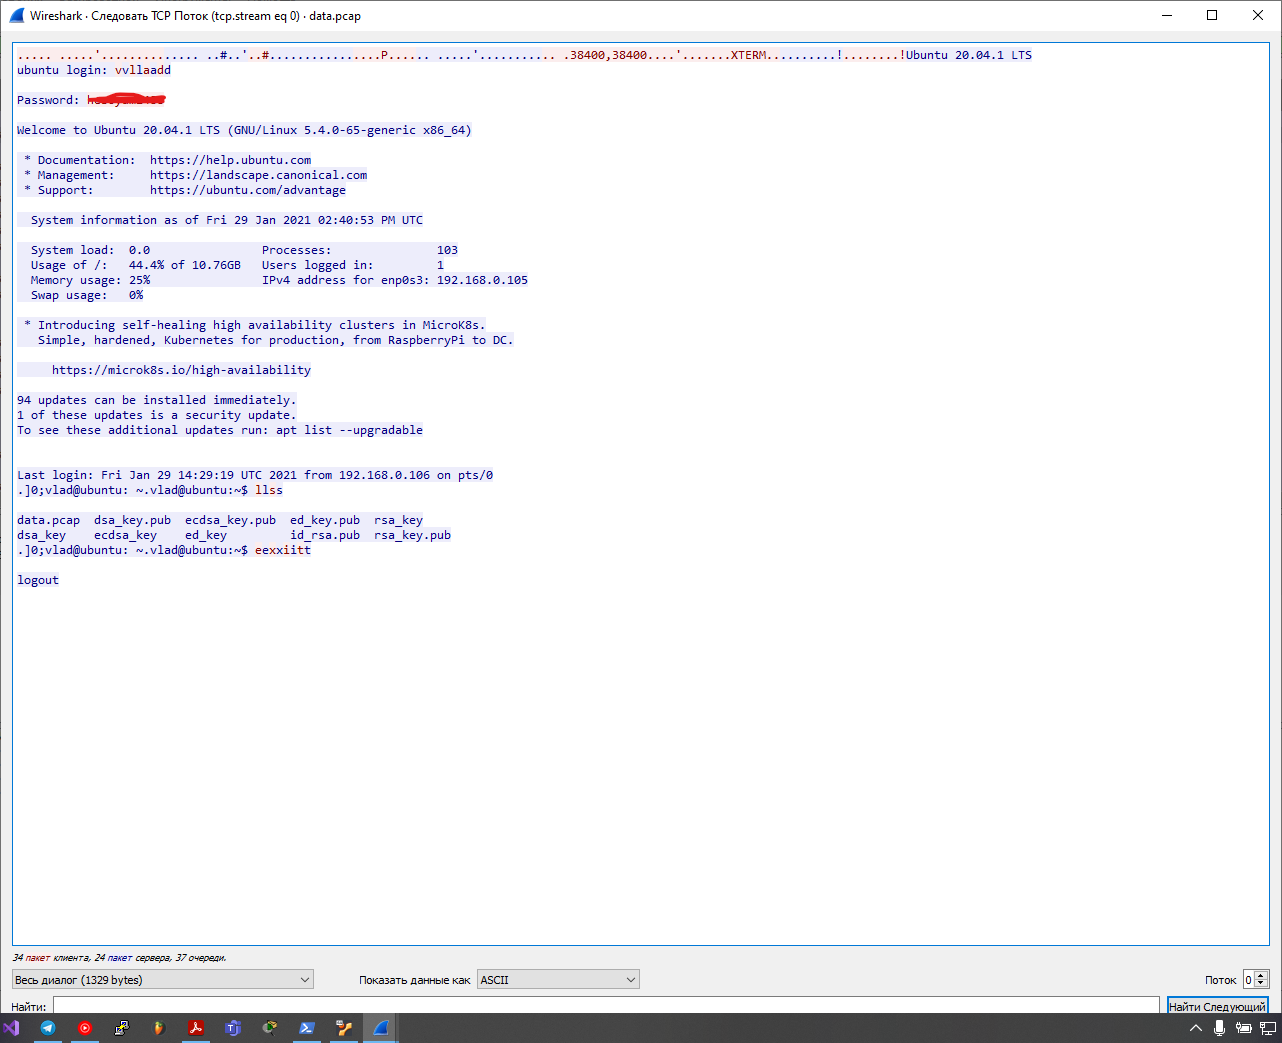 Wireshark · Следовать TCP Поток (tcp.stream eq 0) · data.pcap
..... .....'.............. ..#..'..#................P...... .....'........... .38400,38400....'.......XTERM..........!........!Ubuntu 20.04.1 LTS
ubuntu login: vvllaadd
Password:
Welcome to Ubuntu 20.04.1 LTS (GNU/Linux 5.4.0-65-generic x86_64)
* Documentation: https://help.ubuntu.com
* Management: https://landscape.canonical.com
* Support: https://ubuntu.com/advantage
System information as of Fri 29 Jan 2021 02:40:53 PM UTC
System load: 0.0 Processes: 103
Usage of /: 44.4% of 10.76GB Users logged in: 1
Memory usage: 25% IPv4 address for enp0s3: 192.168.0.105
Swap usage: 0%
* Introducing self-healing high availability clusters in MicroK8s.
Simple, hardened, Kubernetes for production, from RaspberryPi to DC.
https://microk8s.io/high-availability
94 updates can be installed immediately.
1 of these updates is a security update.
To see these additional updates run: apt list --upgradable
Last login: Fri Jan 29 14:29:19 UTC 2021 from 192.168.0.106 on pts/0
.]0;vlad@ubuntu: ~.vlad@ubuntu:~$ llss
data.pcap dsa_key.pub ecdsa_key.pub ed_key.pub rsa_key
dsa_key ecdsa_key ed_key id_rsa.pub rsa_key.pub
.]0;vlad@ubuntu: ~.vlad@ubuntu:~$ eexxiitt
logout
34 пакет клиента, 24 пакет сервера, 37 очереди.
Весь диалог (1329 bytes) Показать данные как ASCII Поток 0
Найти: Найти Следующий